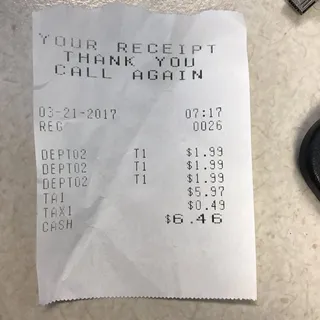 YOUR RECEIPT
THANK YOU
CALL AGAIN
03-21-2017 07:17
REG 0026
DEPT02 T1 $1.99
DEPT02 T1 $1.99
DEPT02 T1 $1.99
TA1 $5.97
TAX1 $0.49
CASH $6.46